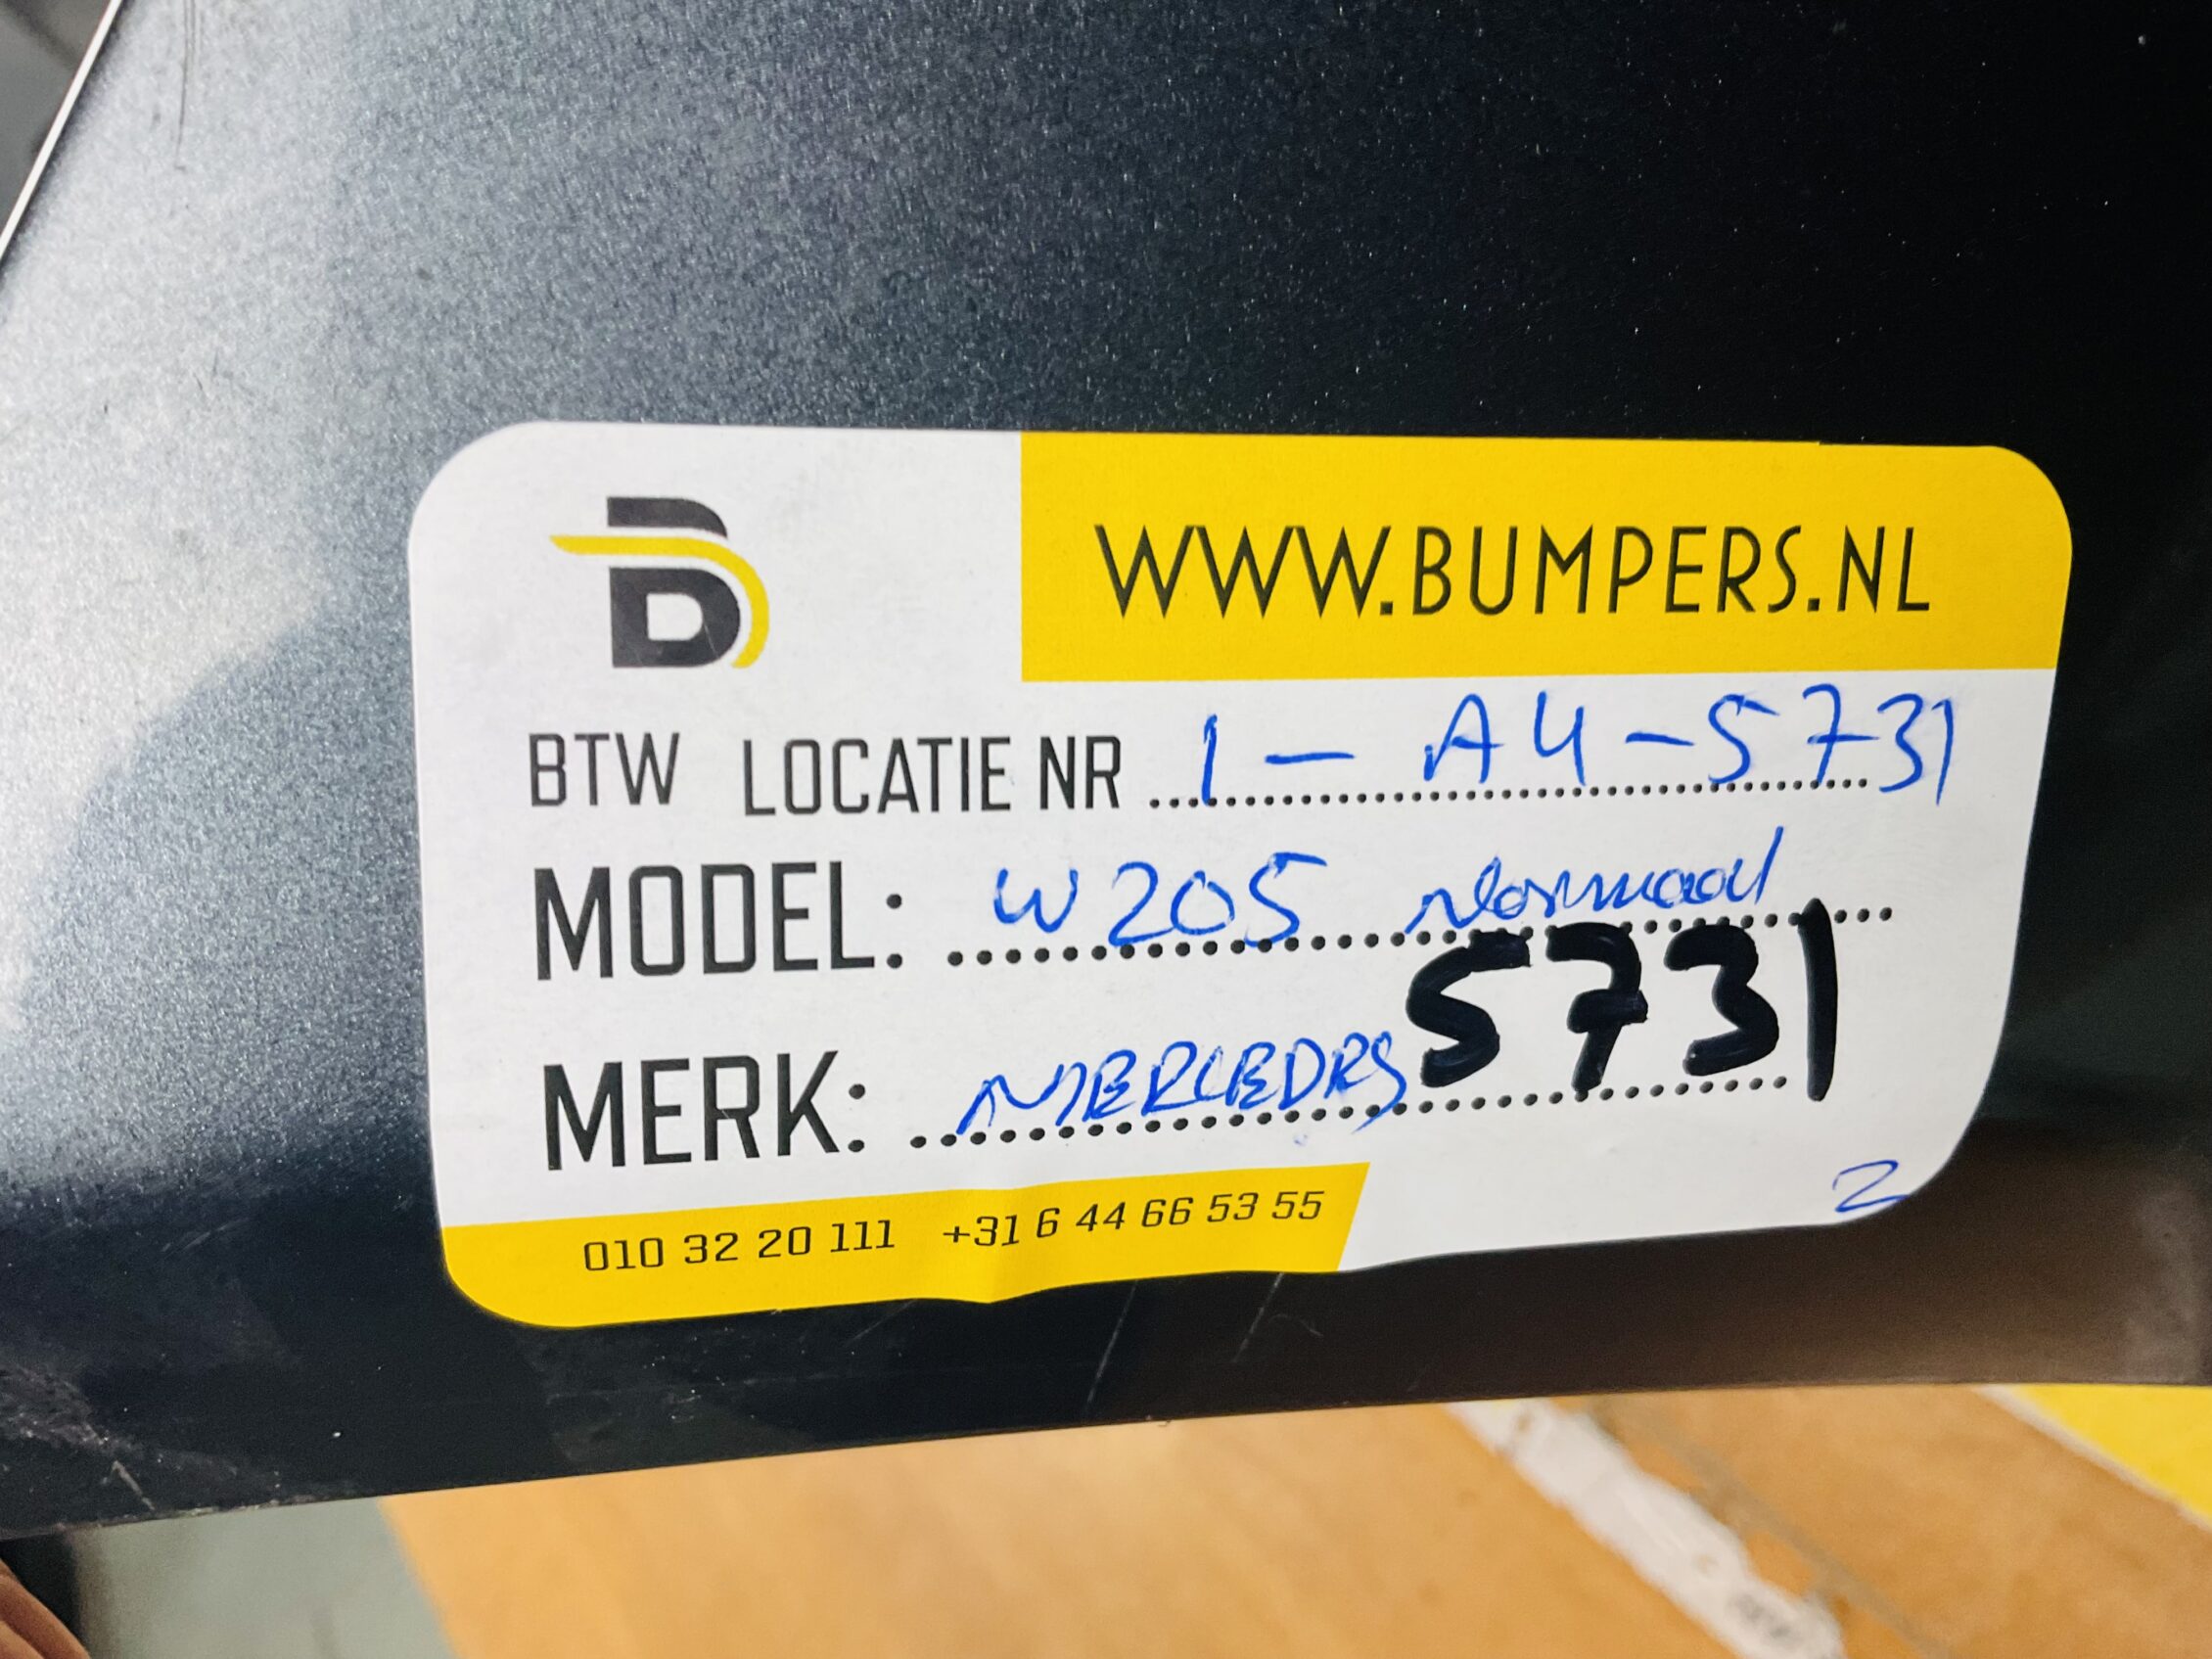 B
WWW.BUMPERS.NL
BTW LOCATIE NR 1 - A4 - 5731
MODEL: W205 Normaal
5731
MERK: MERCEDES
2
010 32 20 111 +31 6 44 66 53 55